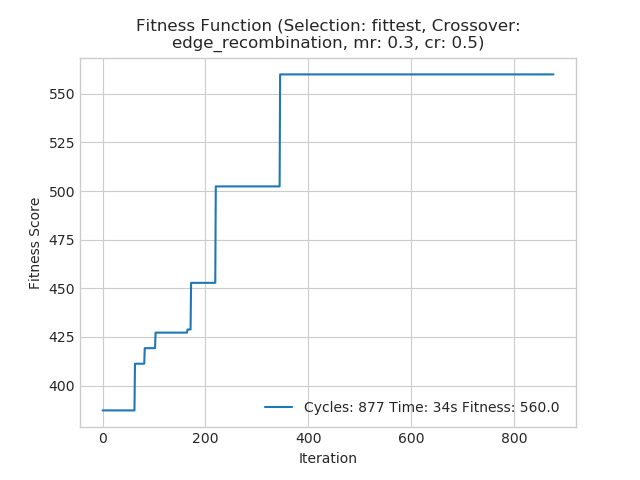 Fitness Function (Selection: fittest, Crossover:
edge_recombination, mr: 0.3, cr: 0.5)
550
525
500
475
450
425
400
Fitness Score
Cycles: 877 Time: 34s Fitness: 560.0
0 200 400 600 800
Iteration